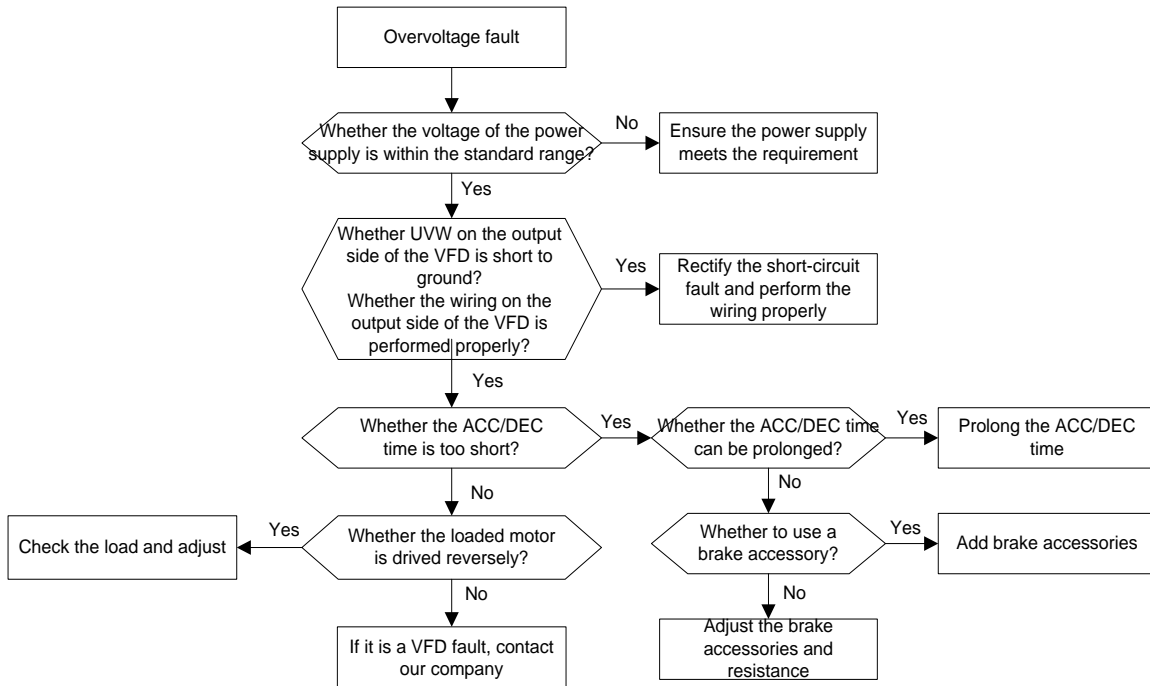 Overvoltage fault
Whether the voltage of the power
supply is within the standard range?
No
Ensure the power supply
meets the requirement
Yes
Whether UVW on the output
side of the VFD is short to
ground?
Whether the wiring on the
output side of the VFD is
performed properly?
Yes
Rectify the short-circuit
fault and perform the
wiring properly
Yes
Whether the ACC/DEC
time is too short?
Yes
Whether the ACC/DEC time
can be prolonged?
Yes
Prolong the ACC/DEC
time
No
No
Check the load and adjust
Yes
Whether the loaded motor
is drived reversely?
Whether to use a
brake accessory?
Yes
Add brake accessories
No
No
If it is a VFD fault, contact
our company
Adjust the brake
accessories and
resistance